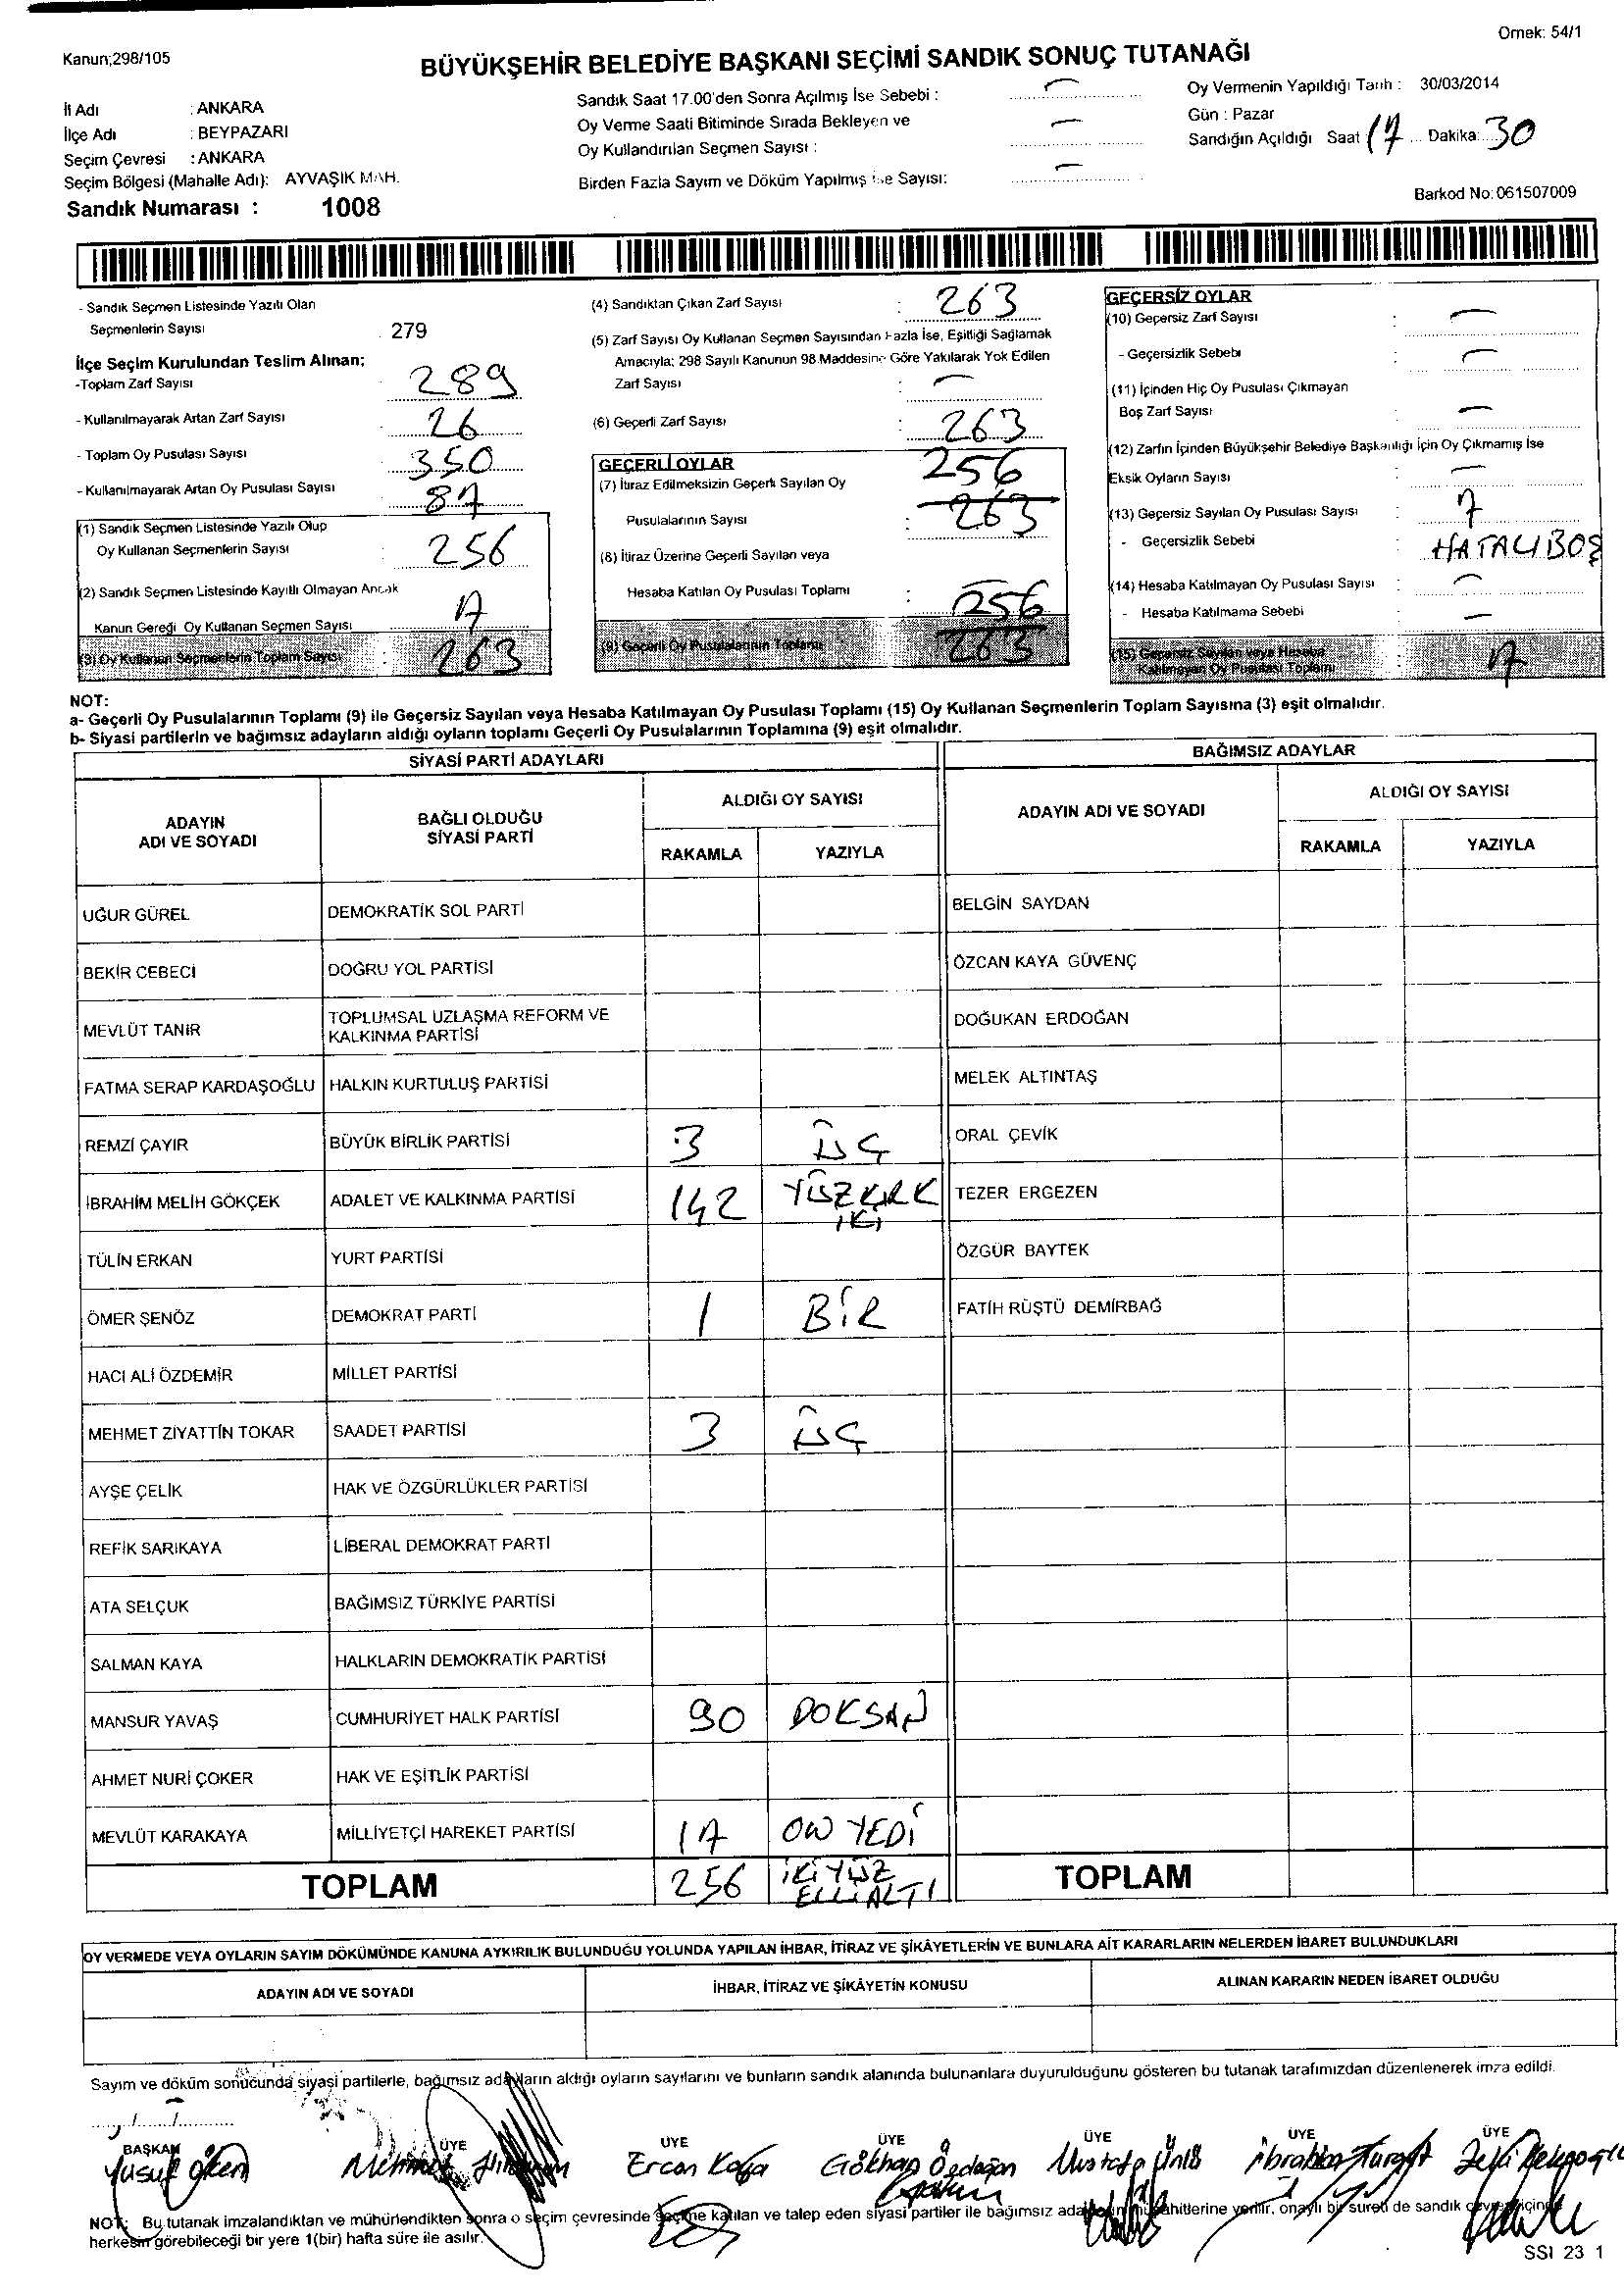 Örnek: 54/1
Kanun;298/105
BÜYÜKŞEHİR BELEDİYE BAŞKANI SEÇİMİ SANDIK SONUÇ TUTANAĞI
İl Adı : ANKARA
İlçe Adı : BEYPAZARI
Seçim Çevresi : ANKARA
Seçim Bölgesi (Mahalle Adı): AYVAŞIK MAH.
Sandık Numarası : 1008
Sandık Saat 17.00'den Sonra Açılmış İse Sebebi : —
Oy Verme Saati Bitiminde Sırada Bekleyen ve
Oy Kullandırılan Seçmen Sayısı : —
Birden Fazla Sayım ve Döküm Yapılmış İse Sayısı: —
Oy Vermenin Yapıldığı Tarih : 30/03/2014
Gün : Pazar
Sandığın Açıldığı Saat 17 Dakika: 30
Barkod No: 061507009
- Sandık Seçmen Listesinde Yazılı Olan
Seçmenlerin Sayısı 279
İlçe Seçim Kurulundan Teslim Alınan;
-Toplam Zarf Sayısı 289
- Kullanılmayarak Artan Zarf Sayısı 26
- Toplam Oy Pusulası Sayısı 350
- Kullanılmayarak Artan Oy Pusulası Sayısı 87
(1) Sandık Seçmen Listesinde Yazılı Olup
Oy Kullanan Seçmenlerin Sayısı : 256
(2) Sandık Seçmen Listesinde Kayıtlı Olmayan Ancak
Kanun Gereği Oy Kullanan Seçmen Sayısı 7
(3) Oy Kullanan Seçmenlerin Toplam Sayısı : 263
(4) Sandıktan Çıkan Zarf Sayısı : 263
(5) Zarf Sayısı Oy Kullanan Seçmen Sayısından Fazla İse, Eşitliği Sağlamak
Amacıyla; 298 Sayılı Kanunun 98.Maddesine Göre Yakılarak Yok Edilen
Zarf Sayısı : —
(6) Geçerli Zarf Sayısı : 263
GEÇERLİ OYLAR
256
(7) İtiraz Edilmeksizin Geçerli Sayılan Oy
Pusulalarının Sayısı : 263
(8) İtiraz Üzerine Geçerli Sayılan veya
Hesaba Katılan Oy Pusulası Toplamı : —
256
(9) Geçerli Oy Pusulalarının Toplamı 263
GEÇERSİZ OYLAR
(10) Geçersiz Zarf Sayısı : —
- Geçersizlik Sebebi : —
(11) İçinden Hiç Oy Pusulası Çıkmayan
Boş Zarf Sayısı : —
(12) Zarfın İçinden Büyükşehir Belediye Başkanlığı İçin Oy Çıkmamış İse
Eksik Oyların Sayısı : —
(13) Geçersiz Sayılan Oy Pusulası Sayısı : 7
- Geçersizlik Sebebi : HATALI BOŞ
(14) Hesaba Katılmayan Oy Pusulası Sayısı : —
- Hesaba Katılmama Sebebi : —
(15) Geçersiz Sayılan veya Hesaba
Katılmayan Oy Pusulası Toplamı : 7
NOT:
a- Geçerli Oy Pusulalarının Toplamı (9) ile Geçersiz Sayılan veya Hesaba Katılmayan Oy Pusulası Toplamı (15) Oy Kullanan Seçmenlerin Toplam Sayısına (3) eşit olmalıdır.
b- Siyasi partilerin ve bağımsız adayların aldığı oyların toplamı Geçerli Oy Pusulalarının Toplamına (9) eşit olmalıdır.
SİYASİ PARTİ ADAYLARI BAĞIMSIZ ADAYLAR
ADAYIN ADI VE SOYADI BAĞLI OLDUĞU SİYASİ PARTİ ALDIĞI OY SAYISI ADAYIN ADI VE SOYADI ALDIĞI OY SAYISI
RAKAMLA YAZIYLA RAKAMLA YAZIYLA
UĞUR GÜREL DEMOKRATİK SOL PARTİ BELGİN SAYDAN
BEKİR CEBECİ DOĞRU YOL PARTİSİ ÖZCAN KAYA GÜVENÇ
MEVLÜT TANIR TOPLUMSAL UZLAŞMA REFORM VE KALKINMA PARTİSİ DOĞUKAN ERDOĞAN
FATMA SERAP KARDAŞOĞLU HALKIN KURTULUŞ PARTİSİ MELEK ALTINTAŞ
REMZİ ÇAYIR BÜYÜK BİRLİK PARTİSİ 3 ÜÇ ORAL ÇEVİK
İBRAHİM MELİH GÖKÇEK ADALET VE KALKINMA PARTİSİ 142 YÜZKIRK İKİ TEZER ERGEZEN
TÜLİN ERKAN YURT PARTİSİ ÖZGÜR BAYTEK
ÖMER ŞENÖZ DEMOKRAT PARTİ 1 BİR FATİH RÜŞTÜ DEMİRBAĞ
HACI ALİ ÖZDEMİR MİLLET PARTİSİ
MEHMET ZİYATTİN TOKAR SAADET PARTİSİ 3 ÜÇ
AYŞE ÇELİK HAK VE ÖZGÜRLÜKLER PARTİSİ
REFİK SARIKAYA LİBERAL DEMOKRAT PARTİ
ATA SELÇUK BAĞIMSIZ TÜRKİYE PARTİSİ
SALMAN KAYA HALKLARIN DEMOKRATİK PARTİSİ
MANSUR YAVAŞ CUMHURİYET HALK PARTİSİ 90 DOKSAN
AHMET NURİ ÇOKER HAK VE EŞİTLİK PARTİSİ
MEVLÜT KARAKAYA MİLLİYETÇİ HAREKET PARTİSİ 17 ON YEDİ
TOPLAM 256 İKİYÜZ ELLİALTI TOPLAM
OY VERMEDE VEYA OYLARIN SAYIM DÖKÜMÜNDE KANUNA AYKIRILIK BULUNDUĞU YOLUNDA YAPILAN İHBAR, İTİRAZ VE ŞİKÂYETLERİN VE BUNLARA AİT KARARLARIN NELERDEN İBARET BULUNDUKLARI
ADAYIN ADI VE SOYADI İHBAR, İTİRAZ VE ŞİKÂYETİN KONUSU ALINAN KARARIN NEDEN İBARET OLDUĞU
Sayım ve döküm sonucunda siyasi partilerle, bağımsız adayların aldığı oyların sayılarını ve bunların sandık alanında bulunanlara duyurulduğunu gösteren bu tutanak tarafımızdan düzenlenerek imza edildi.
BAŞKAN ÜYE ÜYE ÜYE ÜYE ÜYE ÜYE
Yusuf Mehmet Ercan Kaya Gökhan Özdoğan Mustafa Ünlü İbrahim Turgut Zeki
NOT: Bu tutanak imzalandıktan ve mühürlendikten sonra o seçim çevresinde seçime katılan ve talep eden siyasi partiler ile bağımsız adayların müşahitlerine verilir, onaylı bir sureti de sandık çevresi içinde
herkesin görebileceği bir yere 1(bir) hafta süre ile asılır.
SSI 23 1